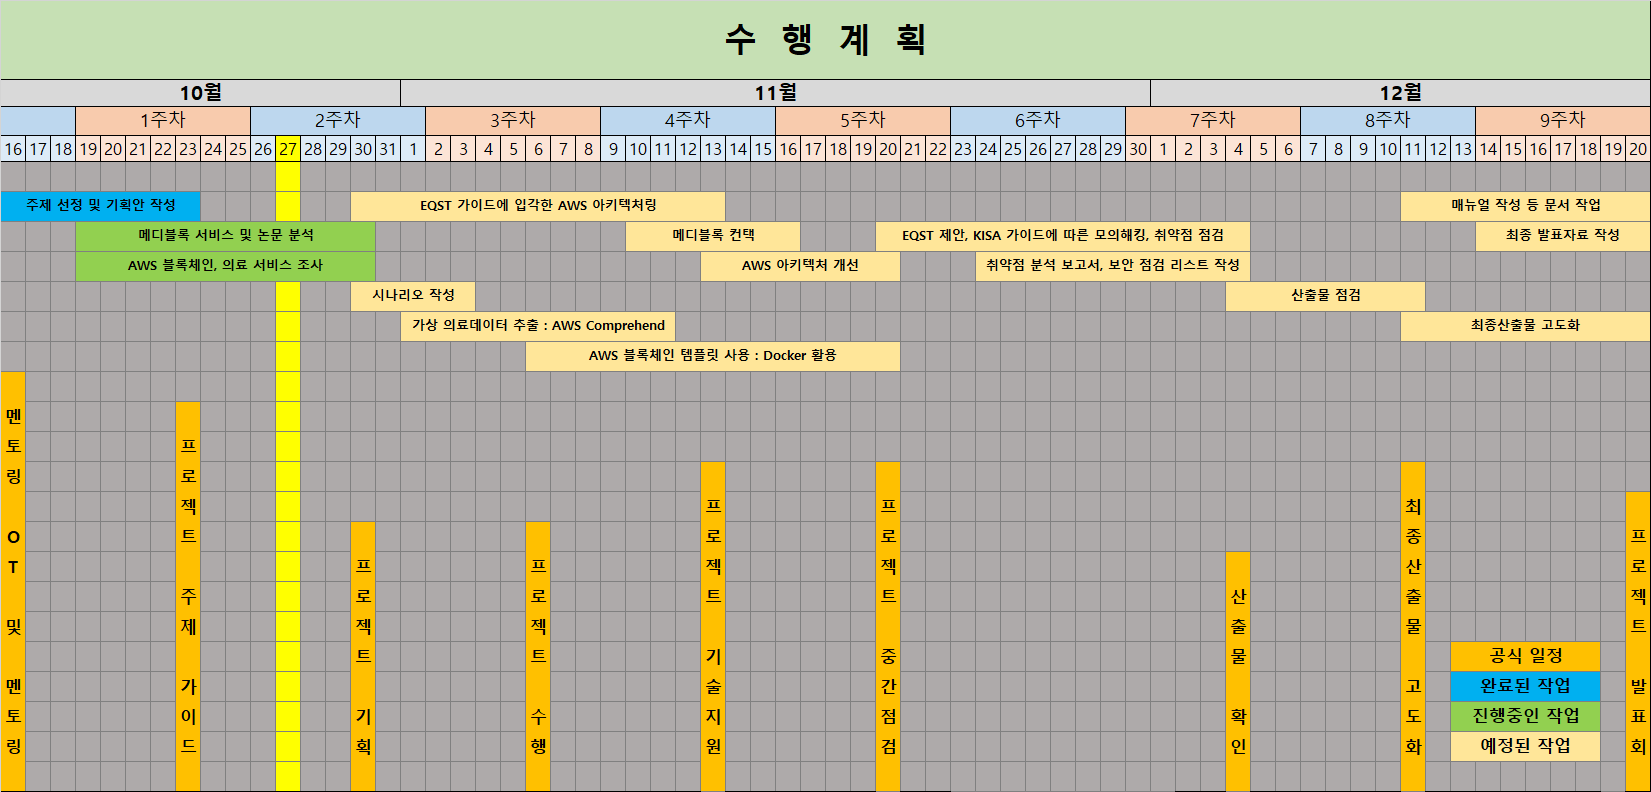 수 행 계 획
10월 11월 12월
1주차 2주차 3주차 4주차 5주차 6주차 7주차 8주차 9주차
16 17 18 19 20 21 22 23 24 25 26 27 28 29 30 31 1 2 3 4 5 6 7 8 9 10 11 12 13 14 15 16 17 18 19 20 21 22 23 24 25 26 27 28 29 30 1 2 3 4 5 6 7 8 9 10 11 12 13 14 15 16 17 18 19 20
주제 선정 및 기획안 작성
EQST 가이드에 입각한 AWS 아키텍처링
매뉴얼 작성 등 문서 작업
메디블록 서비스 및 논문 분석
메디블록 컨택
EQST 제안, KISA 가이드에 따른 모의해킹, 취약점 점검
최종 발표자료 작성
AWS 블록체인, 의료 서비스 조사
AWS 아키텍처 개선
취약점 분석 보고서, 보안 점검 리스트 작성
시나리오 작성
산출물 점검
가상 의료데이터 추출 : AWS Comprehend
최종산출물 고도화
AWS 블록체인 템플릿 사용 : Docker 활용
멘토링 OT 및 멘토링
프로젝트 주제 가이드
프로젝트 기획
프로젝트 수행
프로젝트 기술지원
프로젝트 중간점검
산출물 확인
최종산출물 고도화
프로젝트 발표회
공식 일정
완료된 작업
진행중인 작업
예정된 작업